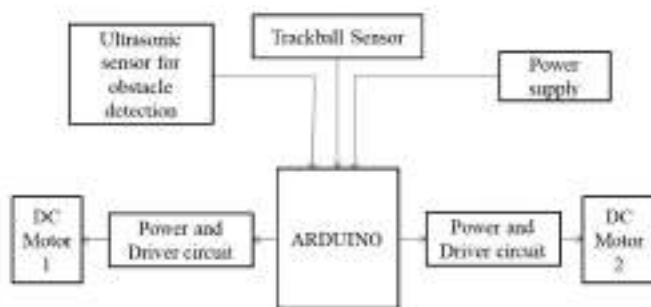 Ultrasonic
sensor for
obstacle
detection
Trackball Sensor
Power
supply
DC
Motor
1
Power and
Driver circuit
ARDUINO
Power and
Driver circuit
DC
Motor
2